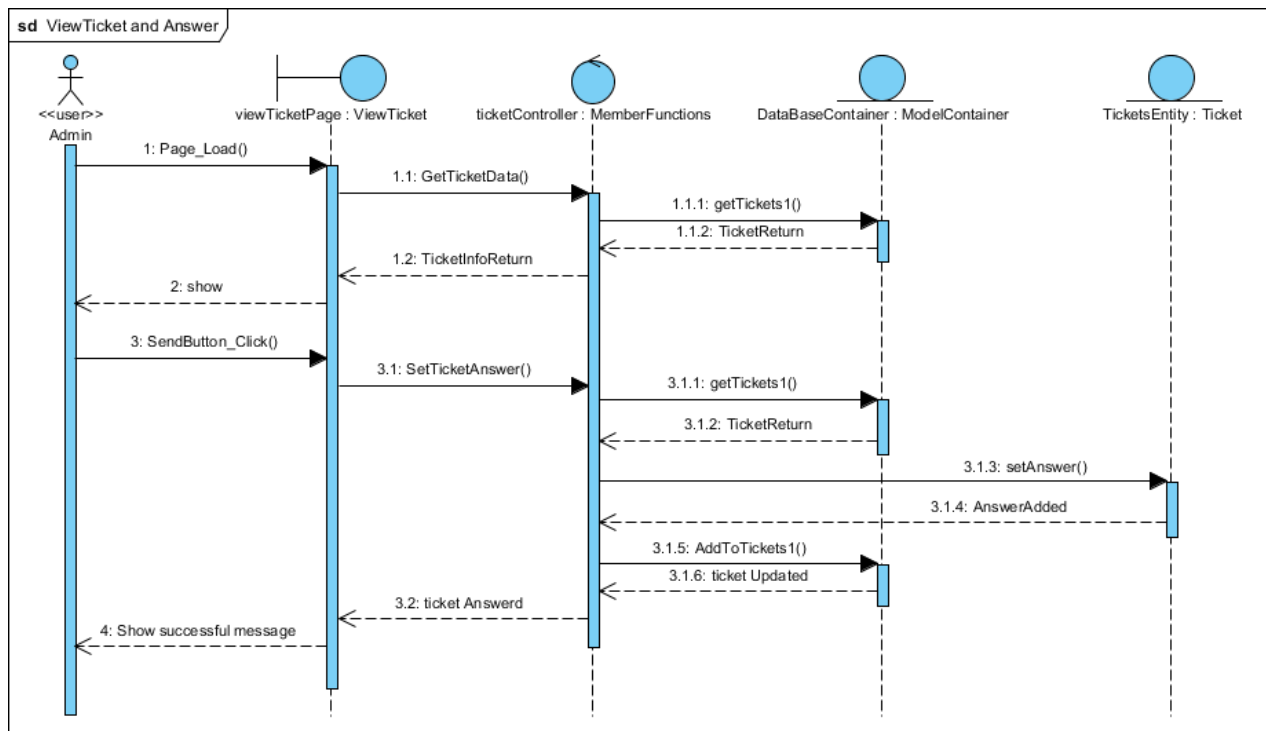 sd ViewTicket and Answer
<<user>>
Admin
viewTicketPage : ViewTicket
ticketController : MemberFunctions
DataBaseContainer : ModelContainer
TicketsEntity : Ticket
1: Page_Load()
1.1: GetTicketData()
1.1.1: getTickets1()
1.1.2: TicketReturn
1.2: TicketInfoReturn
2: show
3: SendButton_Click()
3.1: SetTicketAnswer()
3.1.1: getTickets1()
3.1.2: TicketReturn
3.1.3: setAnswer()
3.1.4: AnswerAdded
3.1.5: AddToTickets1()
3.1.6: ticket Updated
3.2: ticket Answerd
4: Show successful message